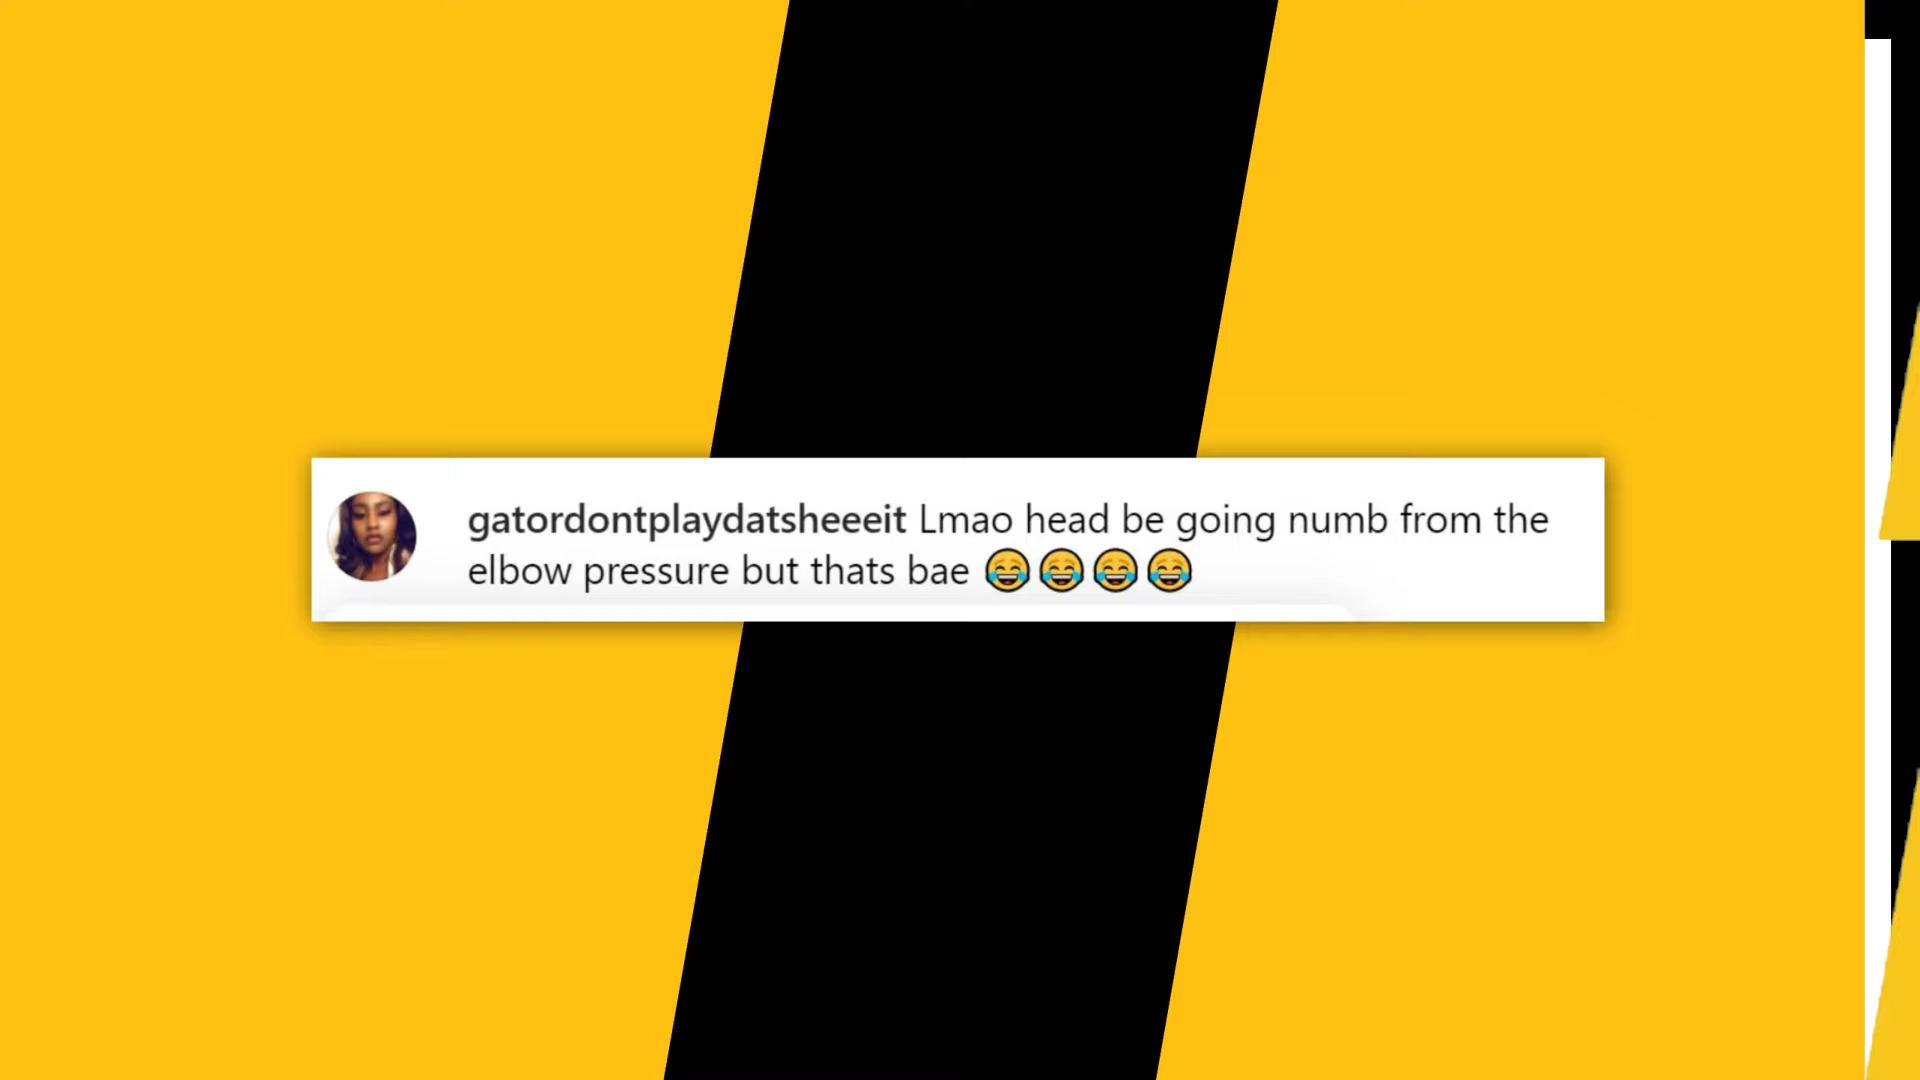 gatordontplaydatsheeeit Lmao head be going numb from the
elbow pressure but thats bae 😂😂😂😂